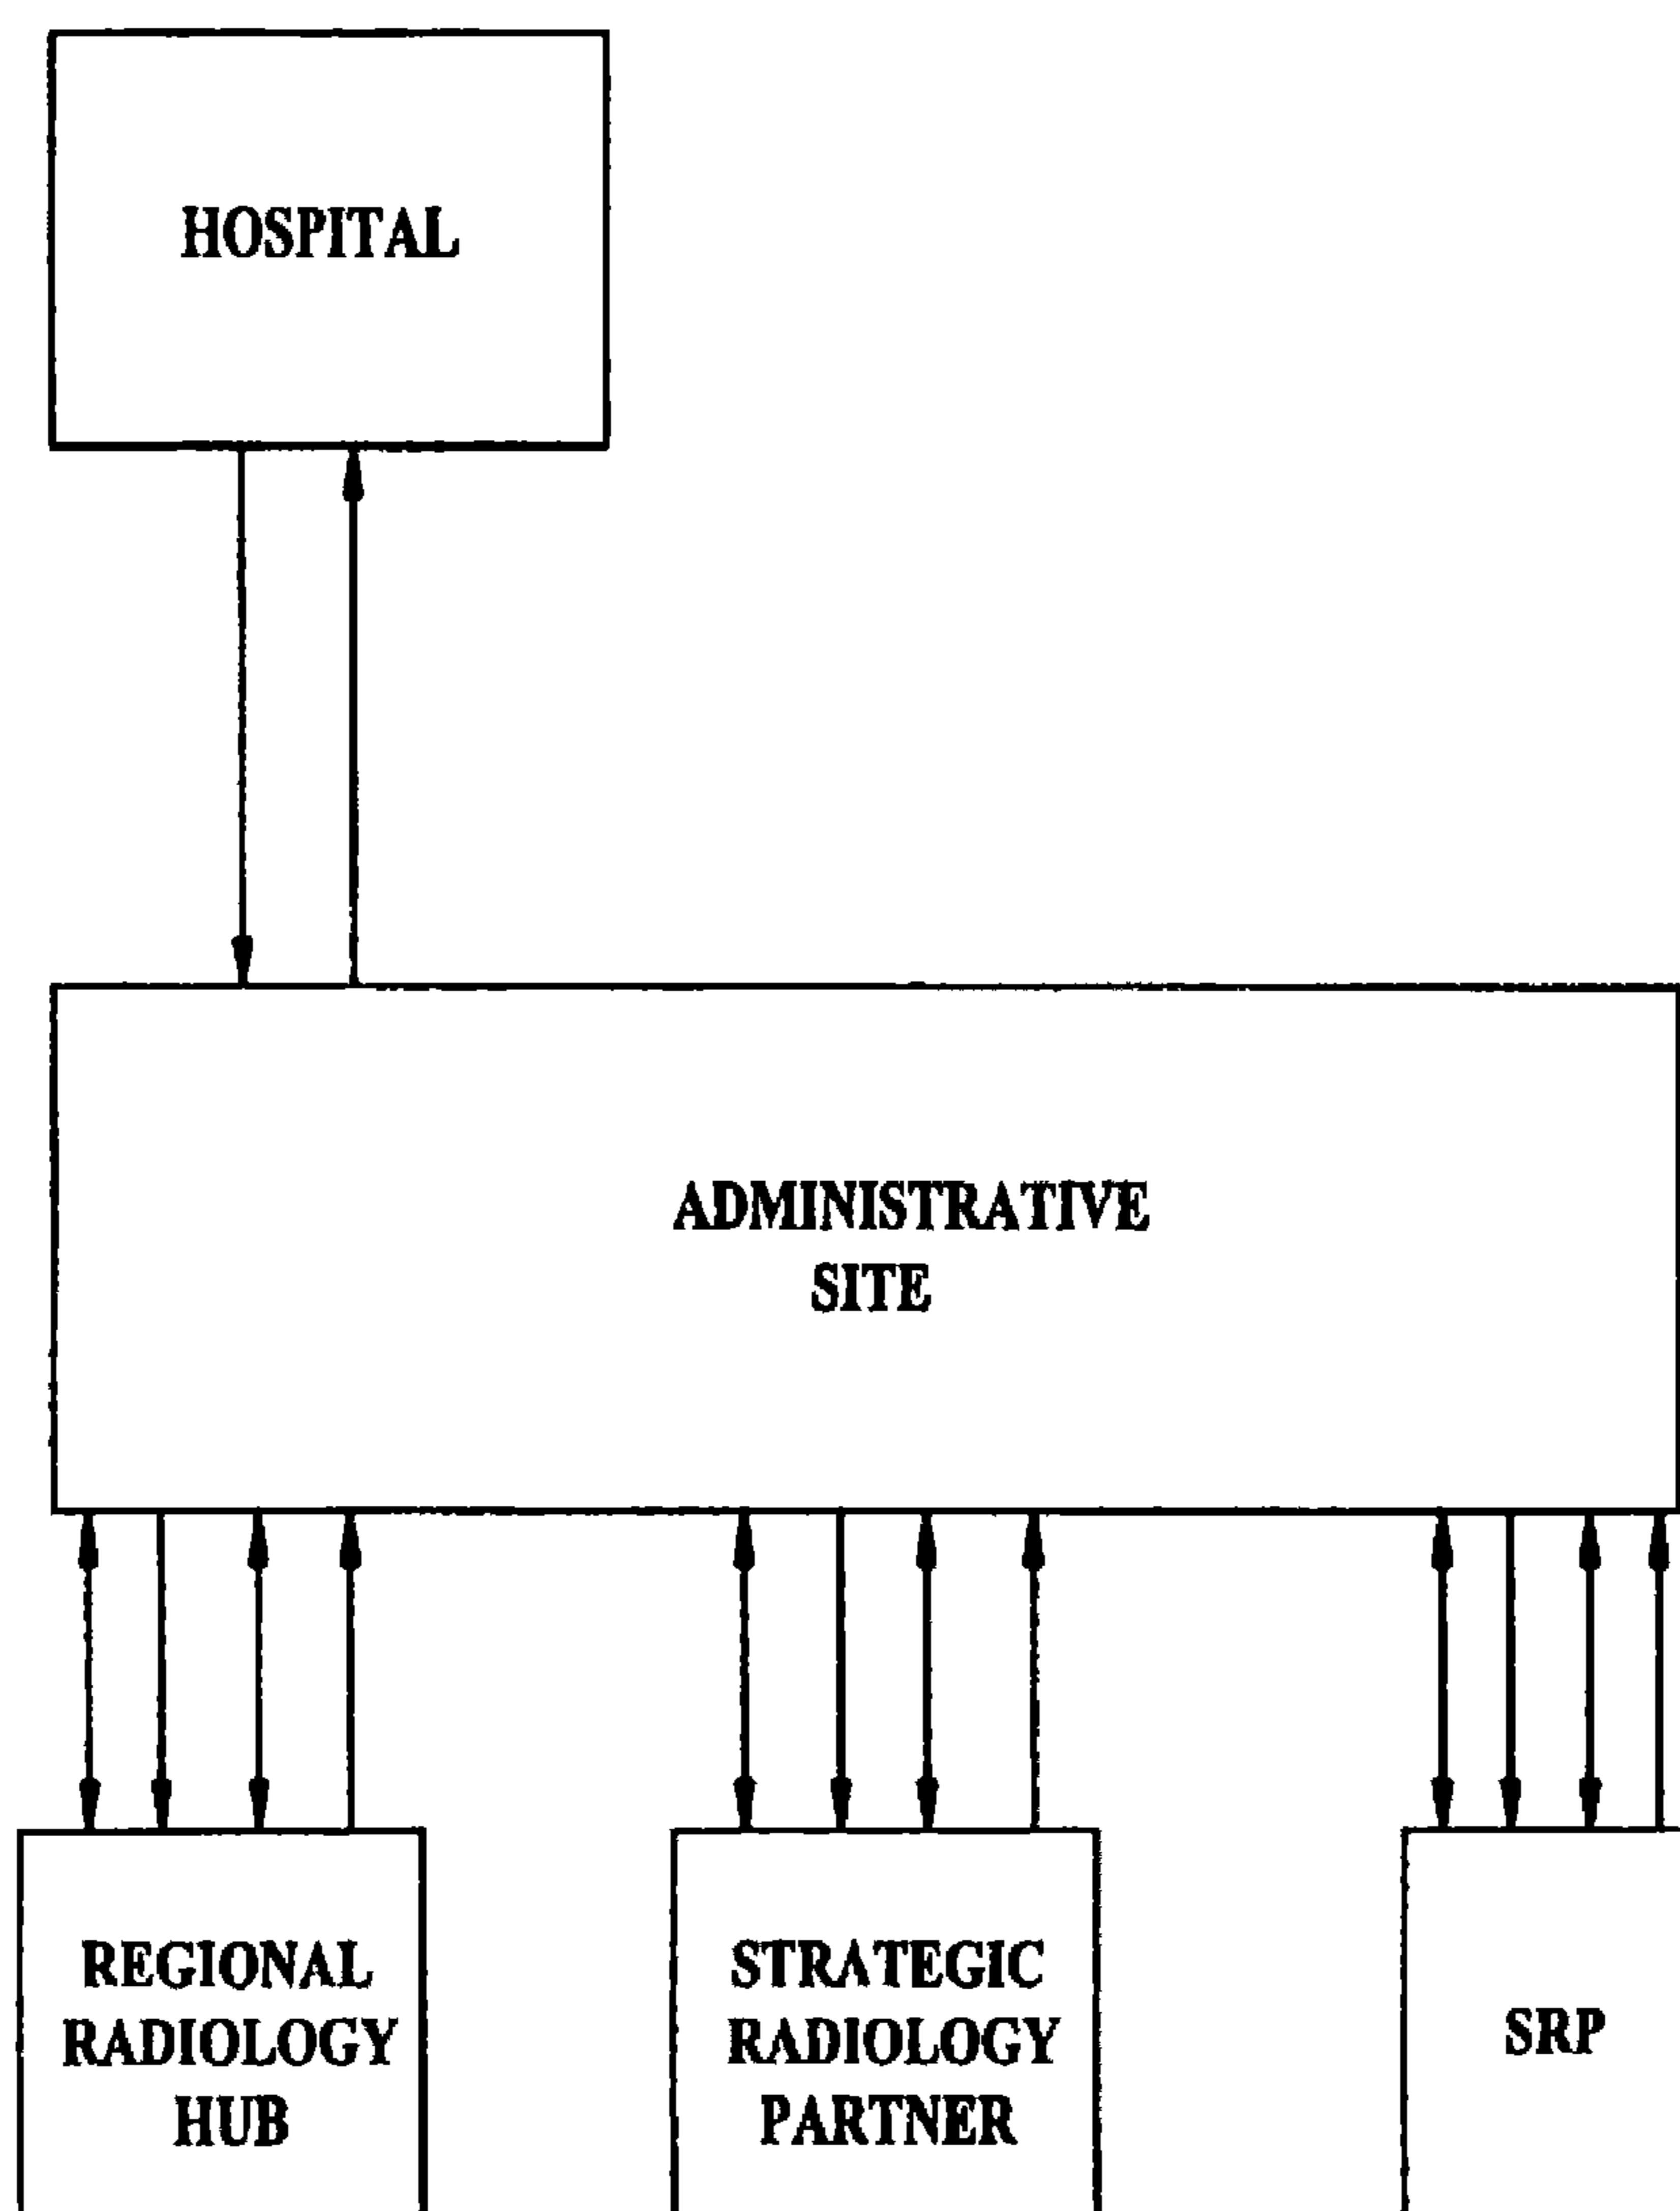 HOSPITAL
ADMINISTRATIVE
SITE
REGIONAL
RADIOLOGY
HUB
STRATEGIC
RADIOLOGY
PARTNER
SRP